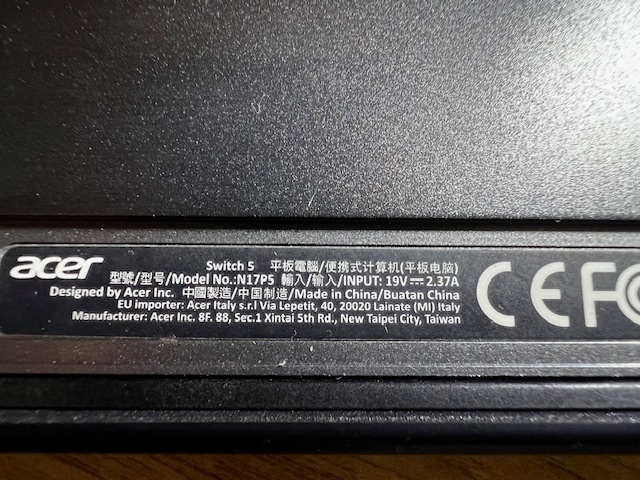 acer
Switch 5 平板電腦/便携式计算机(平板电脑)
型號/型号/Model No.:N17P5 輸入/输入/INPUT: 19V ⎓ 2.37A
Designed by Acer Inc. 中國製造/中国制造/Made in China/Buatan China
EU importer: Acer Italy s.r.l Via Lepetit, 40, 20020 Lainate (MI) Italy
Manufacturer: Acer Inc. 8F. 88, Sec.1 Xintai 5th Rd., New Taipei City, Taiwan
CE FC